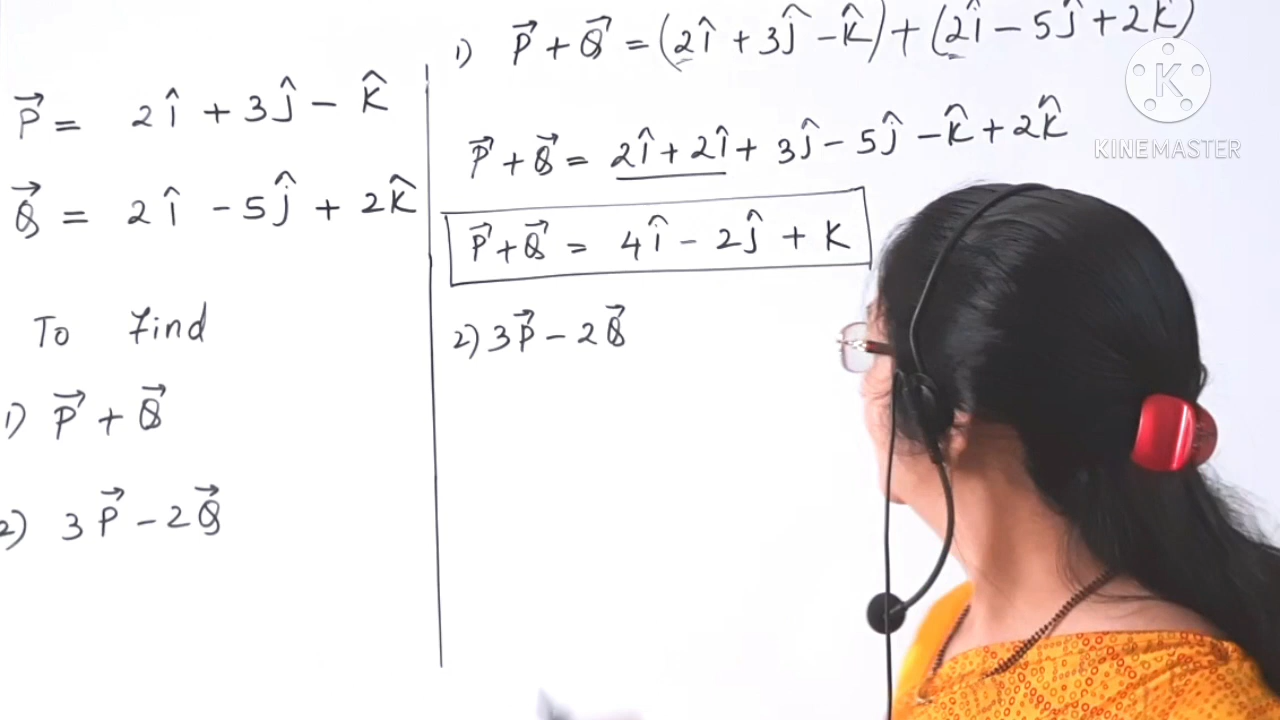 P⃗ = 2î + 3ĵ − k̂
Q⃗ = 2î − 5ĵ + 2k̂
To Find
1) P⃗ + Q⃗
2) 3P⃗ − 2Q⃗
1) P⃗ + Q⃗ = (2î + 3ĵ − k̂) + (2î − 5ĵ + 2k̂)
P⃗ + Q⃗ = 2î + 2î + 3ĵ − 5ĵ − k̂ + 2k̂
P⃗ + Q⃗ = 4î − 2ĵ + k
2) 3P⃗ − 2Q⃗
K
KINEMASTER